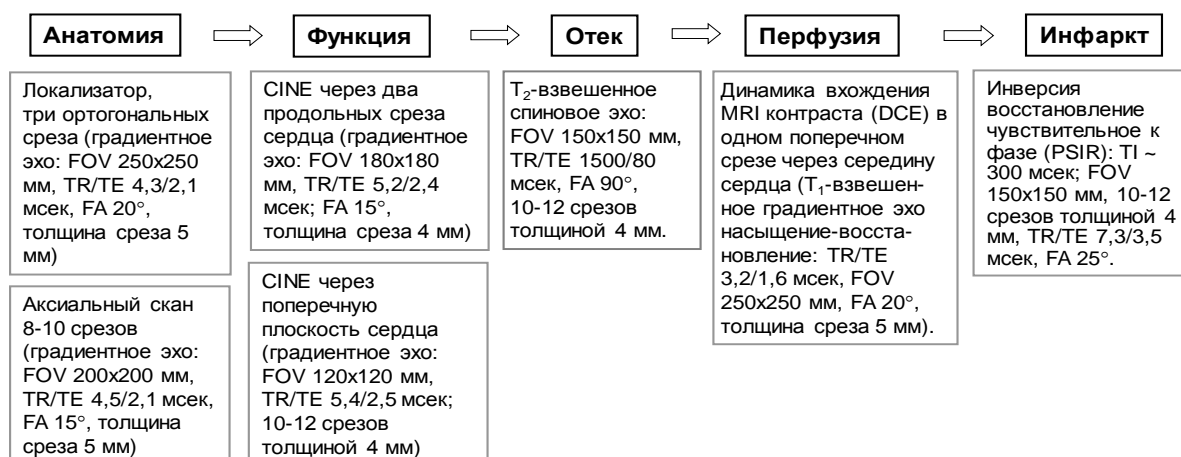 Анатомия
Функция
Отек
Перфузия
Инфаркт
Локализатор,
три ортогональных
среза (градиентное
эхо: FOV 250x250
мм, TR/TE 4,3/2,1
мсек, FA 20°,
толщина среза 5
мм)
Аксиальный скан
8-10 срезов
(градиентное эхо:
FOV 200x200 мм,
TR/TE 4,5/2,1 мсек,
FA 15°, толщина
среза 5 мм)
CINE через два
продольных среза
сердца (градиентное
эхо: FOV 180x180
мм, TR/TE 5,2/2,4
мсек; FA 15°,
толщина среза 4 мм)
CINE через
поперечную
плоскость сердца
(градиентное эхо:
FOV 120x120 мм,
TR/TE 5,4/2,5 мсек;
10-12 срезов
толщиной 4 мм)
T₂-взвешенное
спиновое эхо:
FOV 150x150 мм,
TR/TE 1500/80
мсек, FA 90°,
10-12 срезов
толщиной 4 мм.
Динамика вхождения
MRI контраста (DCE) в
одном поперечном
срезе через середину
сердца (T₁-взвешен-
ное градиентное эхо
насыщение-восста-
новление: TR/TE
3,2/1,6 мсек, FOV
250x250 мм, FA 20°,
толщина среза 5 мм).
Инверсия
восстановление
чувствительное к
фазе (PSIR): TI ~
300 мсек; FOV
150x150 мм, 10-12
срезов толщиной 4
мм, TR/TE 7,3/3,5
мсек, FA 25°.